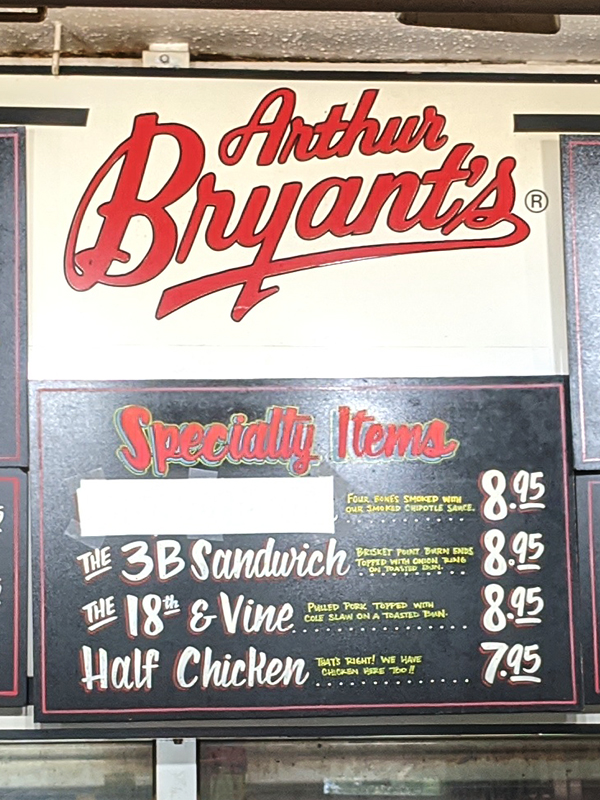 Arthur
Bryant's®
Specialty Items
FOUR BONES SMOKED WITH
OUR SMOKED CHIPOTLE SAUCE. 8.95
THE 3B Sandwich BRISKET POINT BURN ENDS
TOPPED WITH ONION RING
ON TOASTED BUN. 8.95
THE 18th & Vine PULLED PORK TOPPED WITH
COLE SLAW ON A TOASTED BUN. 8.95
Half Chicken THAT'S RIGHT! WE HAVE
CHICKEN HERE TOO!! 7.95